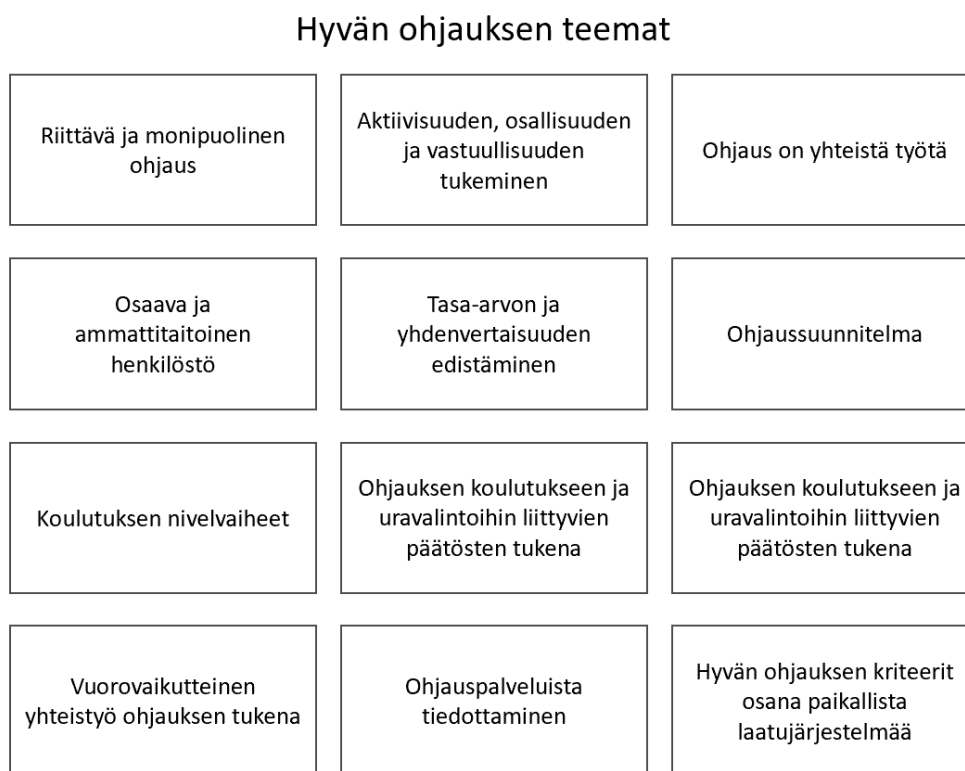 Hyvän ohjauksen teemat
Riittävä ja monipuolinen
ohjaus
Aktiivisuuden, osallisuuden
ja vastuullisuuden
tukeminen
Ohjaus on yhteistä työtä
Osaava ja
ammattitaitoinen
henkilöstö
Tasa-arvon ja
yhdenvertaisuuden
edistäminen
Ohjaussuunnitelma
Koulutuksen nivelvaiheet
Ohjauksen koulutukseen ja
uravalintoihin liittyvien
päätösten tukena
Ohjauksen koulutukseen ja
uravalintoihin liittyvien
päätösten tukena
Vuorovaikutteinen
yhteistyö ohjauksen tukena
Ohjauspalveluista
tiedottaminen
Hyvän ohjauksen kriteerit
osana paikallista
laatujärjestelmää